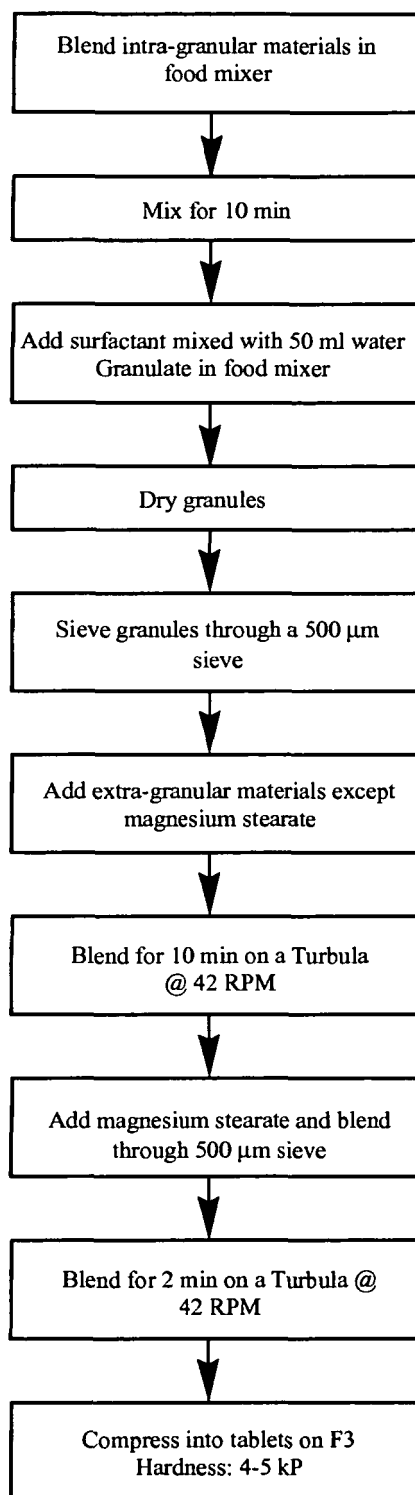 Blend intra-granular materials in
food mixer
Mix for 10 min
Add surfactant mixed with 50 ml water
Granulate in food mixer
Dry granules
Sieve granules through a 500 μm
sieve
Add extra-granular materials except
magnesium stearate
Blend for 10 min on a Turbula
@ 42 RPM
Add magnesium stearate and blend
through 500 μm sieve
Blend for 2 min on a Turbula @
42 RPM
Compress into tablets on F3
Hardness: 4-5 kP